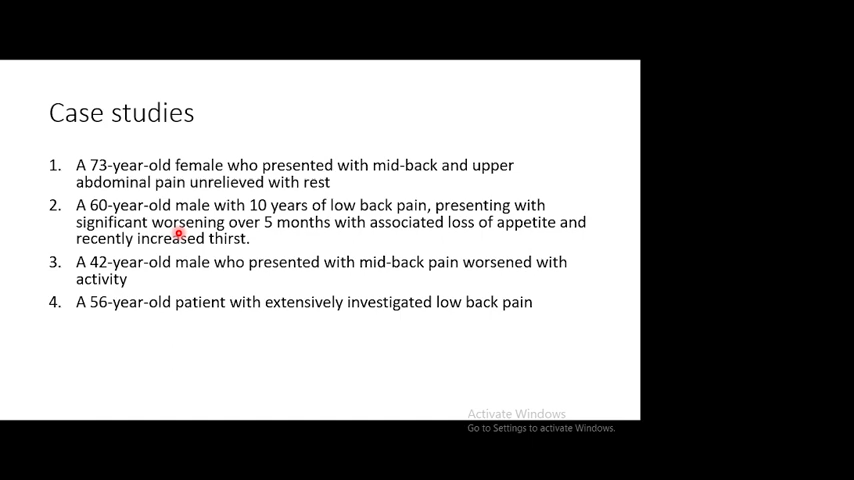 Case studies
1. A 73-year-old female who presented with mid-back and upper
abdominal pain unrelieved with rest
2. A 60-year-old male with 10 years of low back pain, presenting with
significant worsening over 5 months with associated loss of appetite and
recently increased thirst.
3. A 42-year-old male who presented with mid-back pain worsened with
activity
4. A 56-year-old patient with extensively investigated low back pain
Activate Windows
Go to Settings to activate Windows.